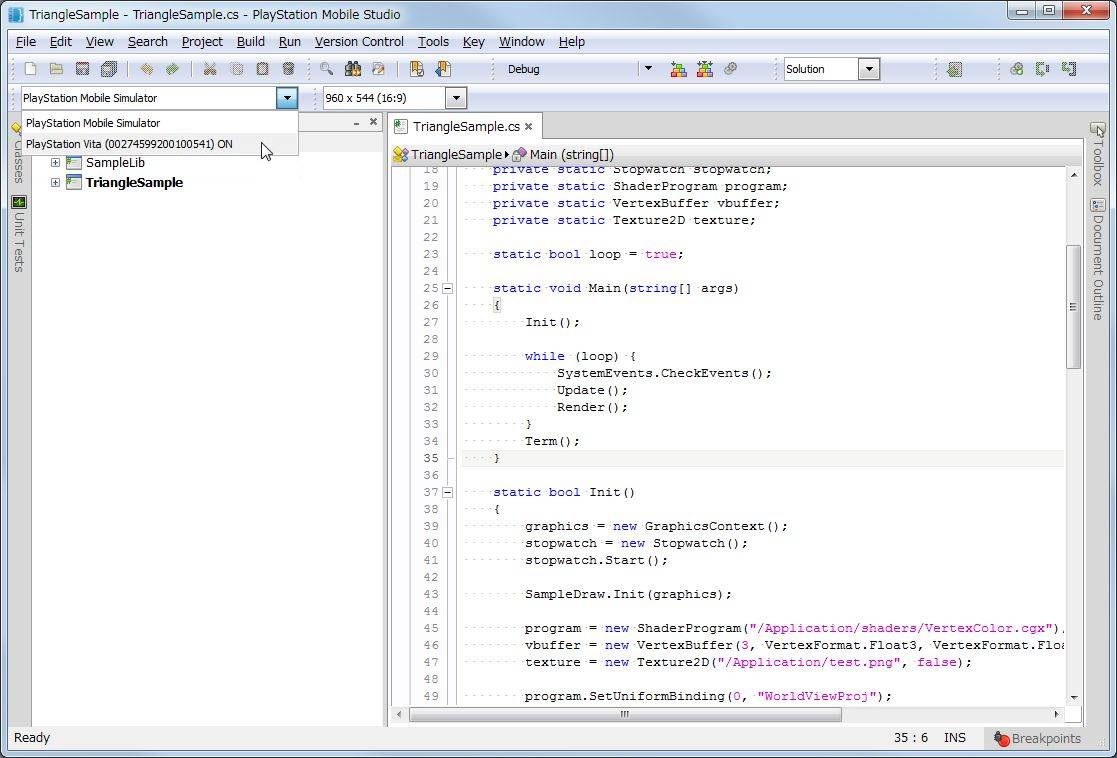 TriangleSample - TriangleSample.cs - PlayStation Mobile Studio
File Edit View Search Project Build Run Version Control Tools Key Window Help
Debug Solution
PlayStation Mobile Simulator 960 x 544 (16:9)
PlayStation Mobile Simulator
PlayStation Vita (00274599200100541) ON
SampleLib
TriangleSample
Classes
Unit Tests
TriangleSample.cs
TriangleSample Main (string[])
18 private static Stopwatch stopwatch;
19 private static ShaderProgram program;
20 private static VertexBuffer vbuffer;
21 private static Texture2D texture;
22
23 static bool loop = true;
24
25 static void Main(string[] args)
26 {
27 Init();
28
29 while (loop) {
30 SystemEvents.CheckEvents();
31 Update();
32 Render();
33 }
34 Term();
35 }
36
37 static bool Init()
38 {
39 graphics = new GraphicsContext();
40 stopwatch = new Stopwatch();
41 stopwatch.Start();
42
43 SampleDraw.Init(graphics);
44
45 program = new ShaderProgram("/Application/shaders/VertexColor.cgx")
46 vbuffer = new VertexBuffer(3, VertexFormat.Float3, VertexFormat.Floa
47 texture = new Texture2D("/Application/test.png", false);
48
49 program.SetUniformBinding(0, "WorldViewProj");
Toolbox
Document Outline
Ready 35 : 6 INS Breakpoints